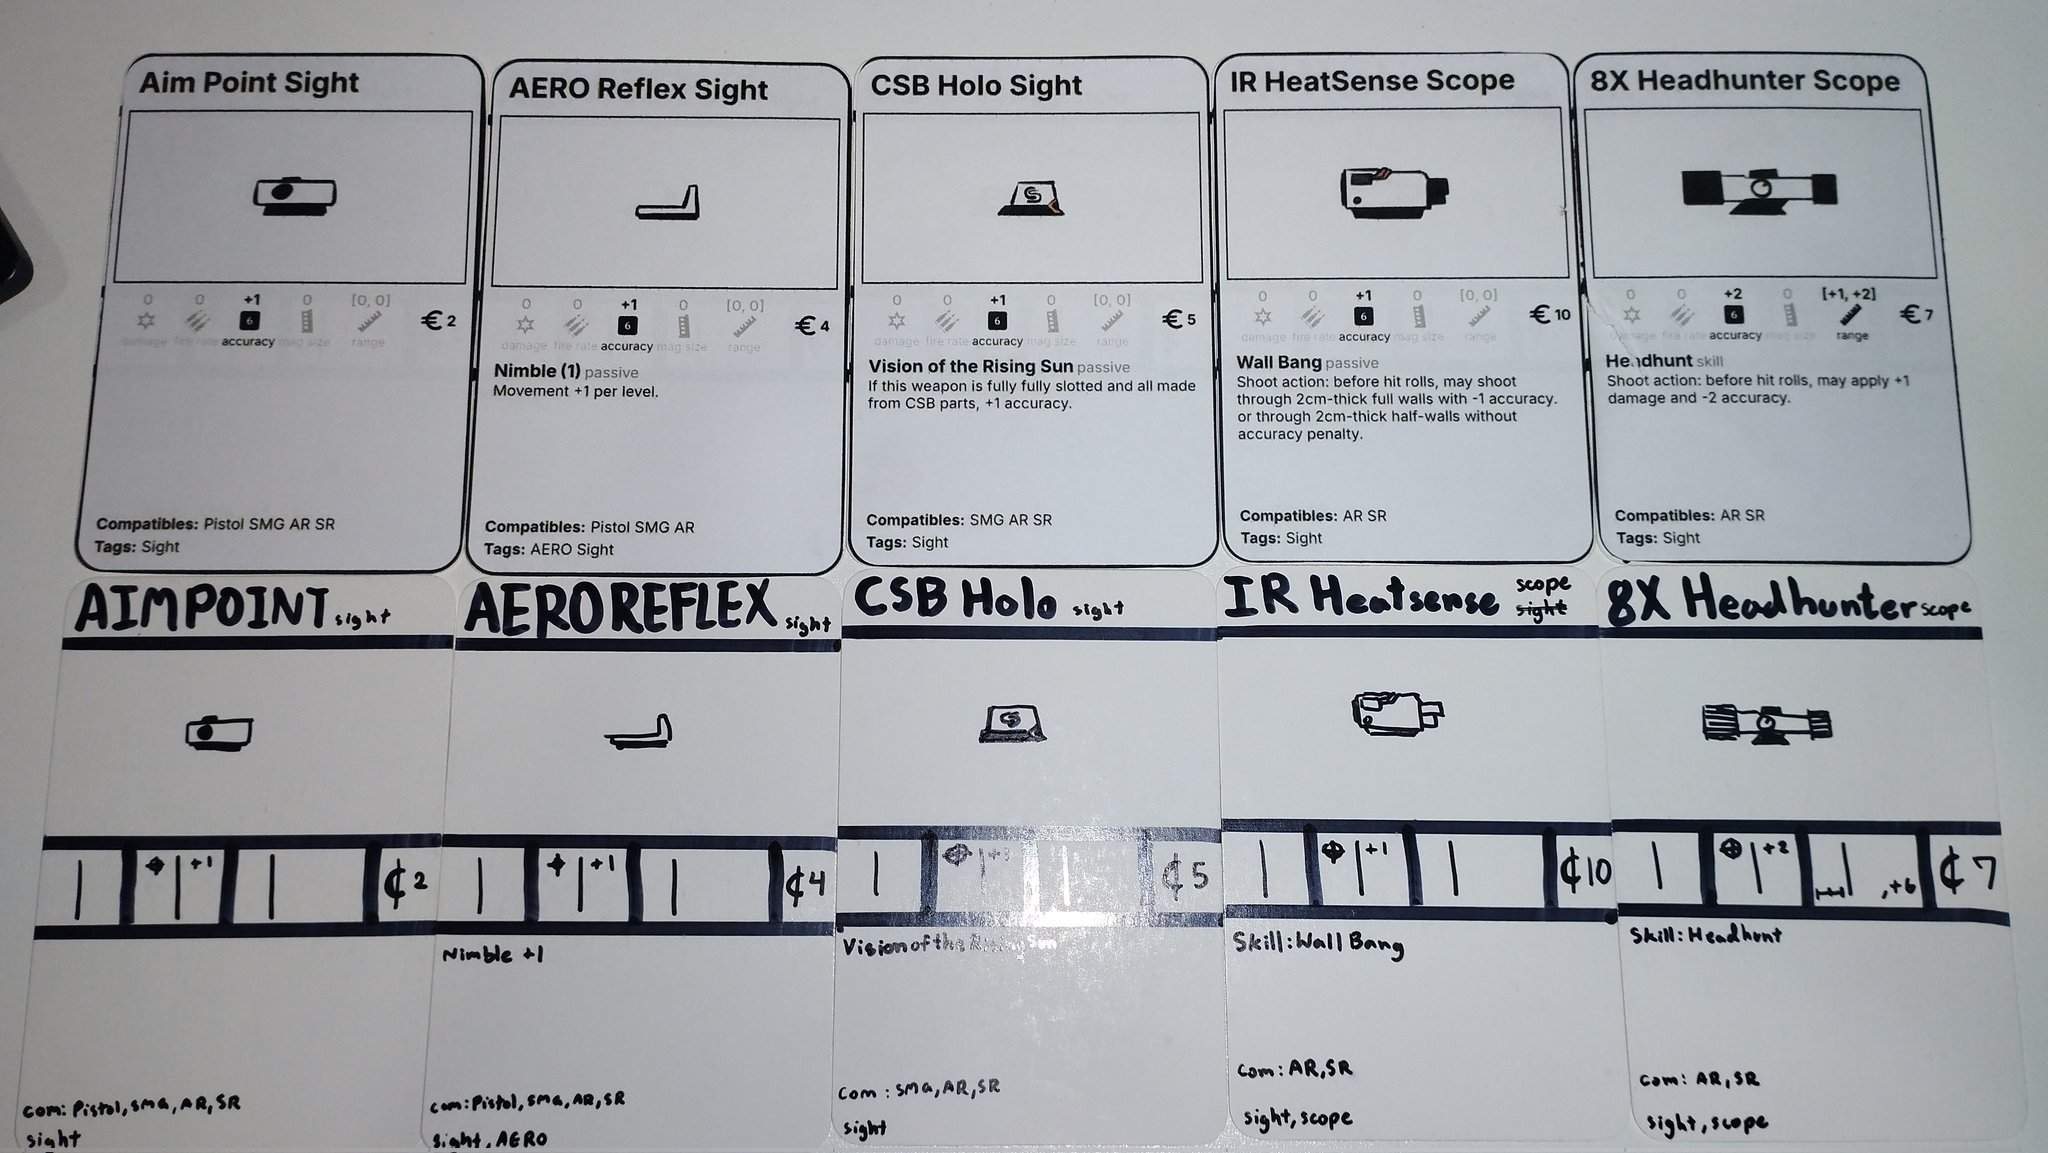 Aim Point Sight
0 0 +1 0 [0, 0]
6
€ 2
damage fire rate accuracy mag size range
Compatibles: Pistol SMG AR SR
Tags: Sight
AERO Reflex Sight
0 0 +1 0 [0, 0]
6
€ 4
damage fire rate accuracy mag size range
Nimble (1) passive
Movement +1 per level.
Compatibles: Pistol SMG AR
Tags: AERO Sight
CSB Holo Sight
0 0 +1 0 [0, 0]
6
€ 5
damage fire rate accuracy mag size range
Vision of the Rising Sun passive
If this weapon is fully fully slotted and all made
from CSB parts, +1 accuracy.
Compatibles: SMG AR SR
Tags: Sight
IR HeatSense Scope
0 0 +1 0 [0, 0]
6
€ 10
damage fire rate accuracy mag size range
Wall Bang passive
Shoot action: before hit rolls, may shoot
through 2cm-thick full walls with -1 accuracy.
or through 2cm-thick half-walls without
accuracy penalty.
Compatibles: AR SR
Tags: Sight
8X Headhunter Scope
0 0 +2 0 [+1, +2]
6
€ 7
damage fire rate accuracy mag size range
Headhunt skill
Shoot action: before hit rolls, may apply +1
damage and -2 accuracy.
Compatibles: AR SR
Tags: Sight
AIMPOINT sight
+1 ₵2
com: Pistol, SMG, AR, SR
sight
AERO REFLEX sight
+1 ₵4
Nimble +1
com: Pistol, SMG, AR, SR
sight, AERO
CSB Holo sight
₵5
Vision of the Rising Sun
com: SMG, AR, SR
sight
IR Heatsense scope
sight
+1 ₵10
Skill: Wall Bang
com: AR, SR
sight, scope
8X Headhunter scope
+2 ,+6 ₵7
Skill: Headhunt
com: AR, SR
sight, scope